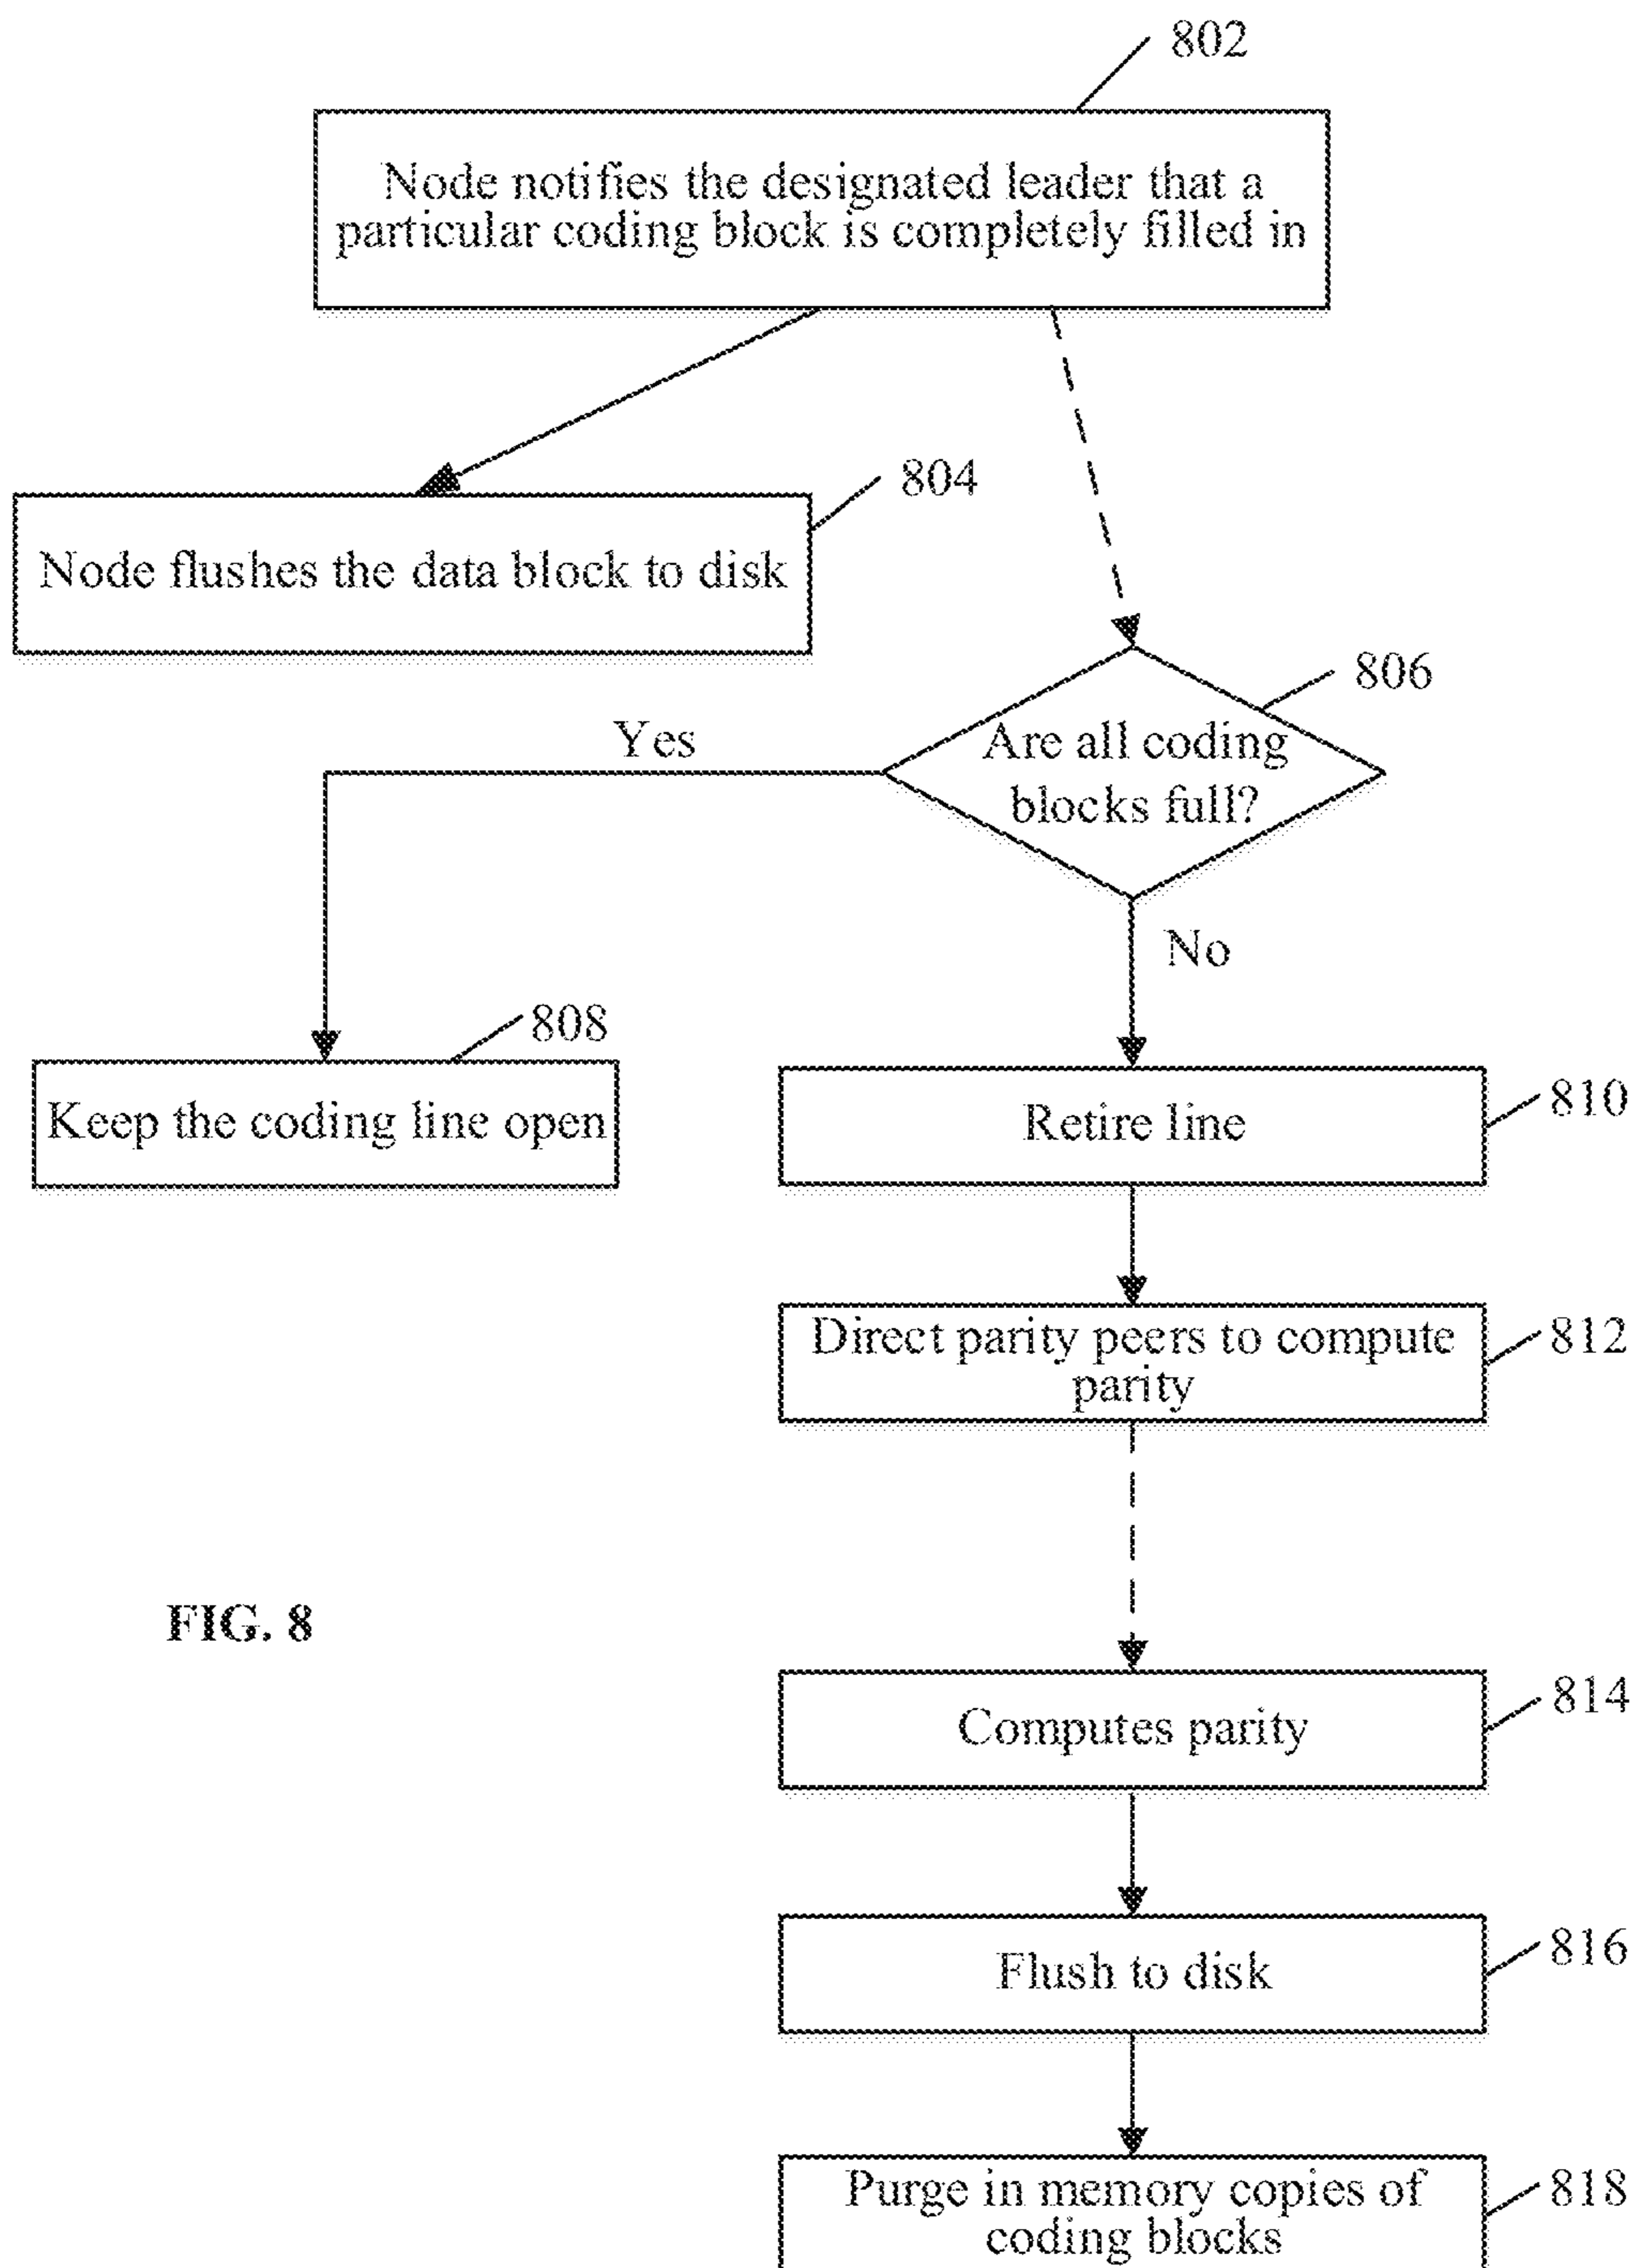 802
Node notifies the designated leader that a
particular coding block is completely filled in
804
Node flushes the data block to disk
806
Are all coding
blocks full?
Yes
No
808
Keep the coding line open
810
Retire line
812
Direct parity peers to compute
parity
FIG. 8
814
Computes parity
816
Flush to disk
818
Purge in memory copies of
coding blocks